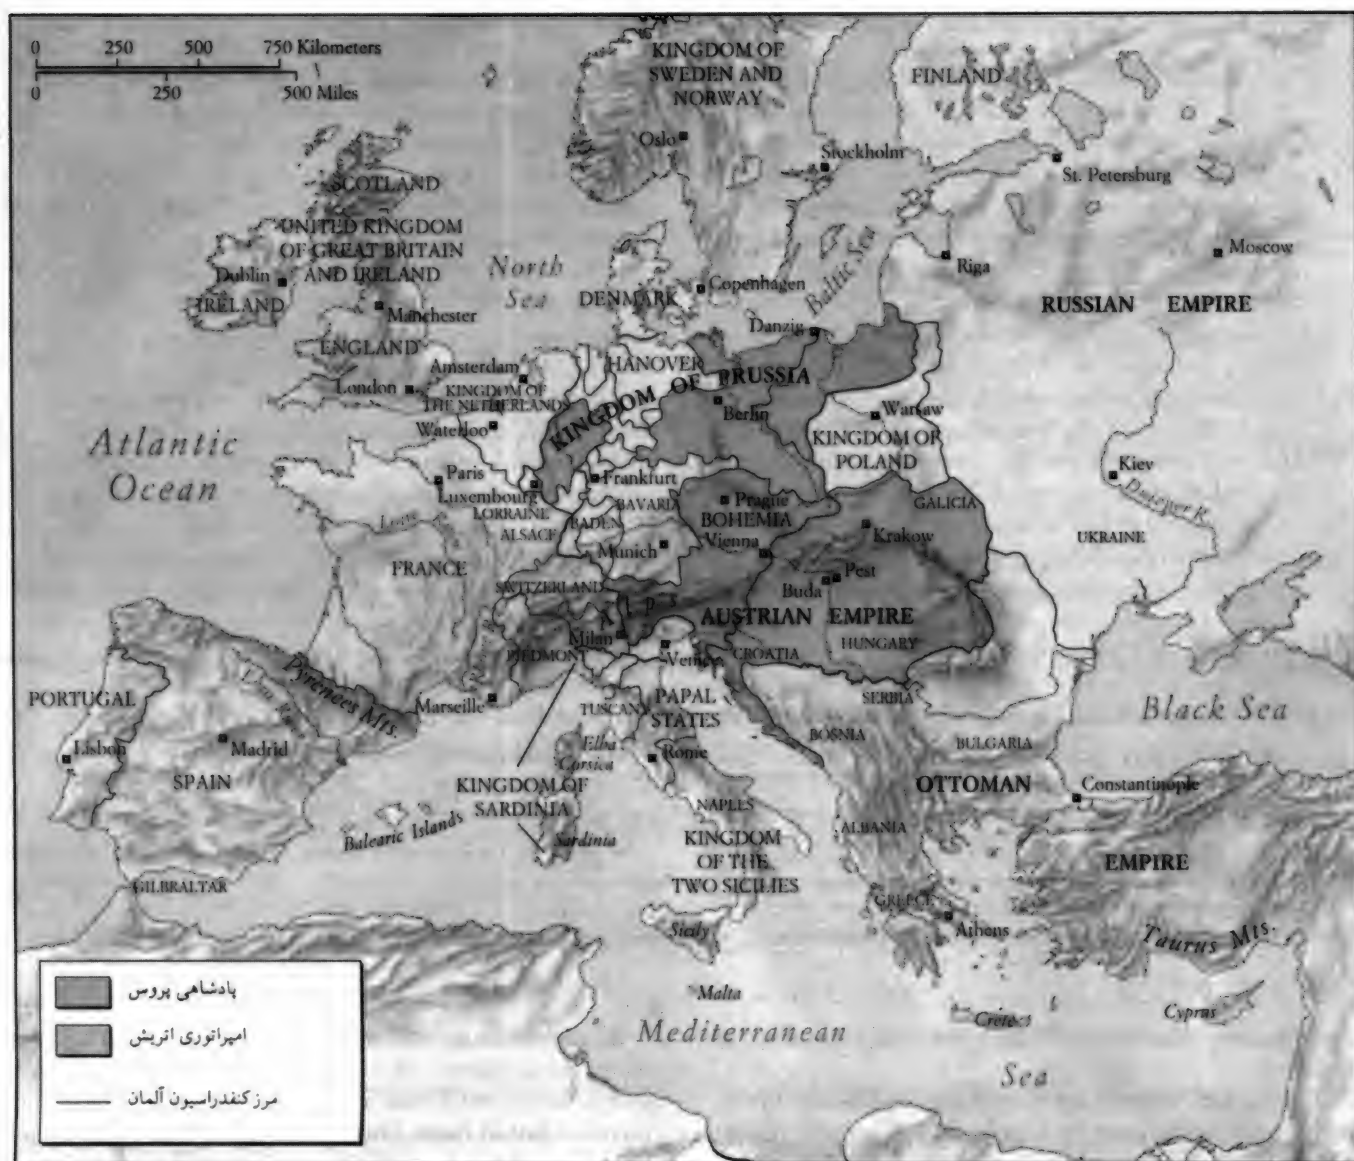 0 250 500 750 Kilometers
0 250 500 Miles
KINGDOM OF
SWEDEN AND
NORWAY
FINLAND
Oslo
Stockholm
St. Petersburg
SCOTLAND
UNITED KINGDOM
OF GREAT BRITAIN
AND IRELAND
Dublin
IRELAND
Manchester
ENGLAND
London
North
Sea
DENMARK
Copenhagen
Baltic Sea
Riga
Moscow
RUSSIAN EMPIRE
Danzig
HANOVER
Amsterdam
KINGDOM OF
THE NETHERLANDS
KINGDOM OF PRUSSIA
Berlin
Warsaw
KINGDOM OF
POLAND
Waterloo
Atlantic
Ocean
Paris
Luxembourg
LORRAINE
ALSACE
Frankfurt
BAVARIA
BADEN
Munich
Prague
BOHEMIA
Vienna
GALICIA
Krakow
Kiev
Dnieper R.
UKRAINE
Loire
FRANCE
SWITZERLAND
Alps
Buda
Pest
AUSTRIAN EMPIRE
HUNGARY
Milan
PIEDMONT
Venice
CROATIA
SERBIA
Pyrenees Mts.
Marseille
TUSCANY
PAPAL
STATES
BOSNIA
BULGARIA
Black Sea
PORTUGAL
Lisbon
Madrid
SPAIN
Elba
Corsica
Rome
OTTOMAN
EMPIRE
Constantinople
KINGDOM OF
SARDINIA
Balearic Islands
Sardinia
NAPLES
KINGDOM
OF THE
TWO SICILIES
ALBANIA
GREECE
Athens
GILBRALTAR
Sicily
Taurus Mts.
Malta
Crete
Cyprus
Mediterranean
Sea
پادشاهی پروس
امپراتوری اتریش
مرز کنفدراسیون آلمان